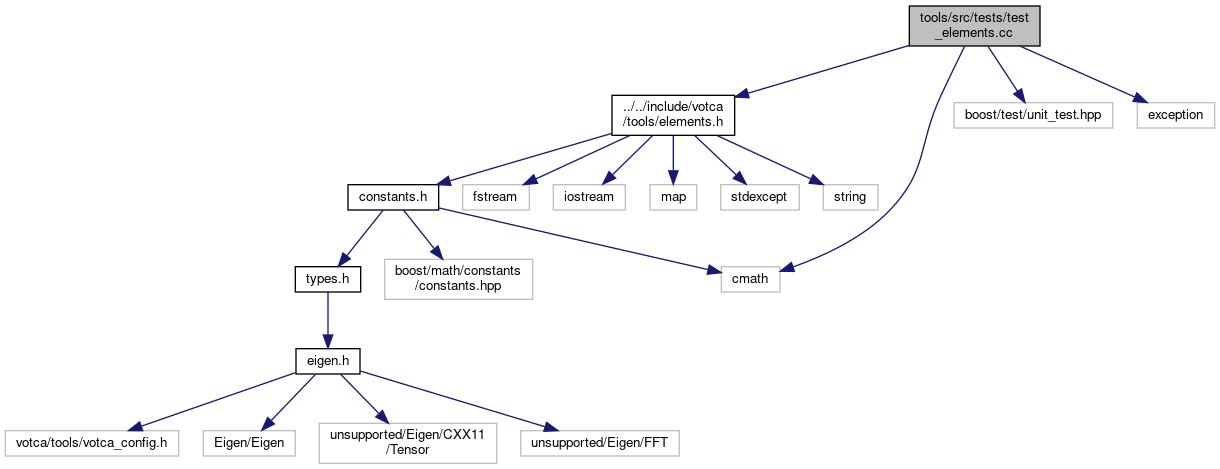 tools/src/tests/test
_elements.cc
../../include/votca
/tools/elements.h
boost/test/unit_test.hpp
exception
constants.h
fstream
iostream
map
stdexcept
string
types.h
boost/math/constants
/constants.hpp
cmath
eigen.h
votca/tools/votca_config.h
Eigen/Eigen
unsupported/Eigen/CXX11
/Tensor
unsupported/Eigen/FFT